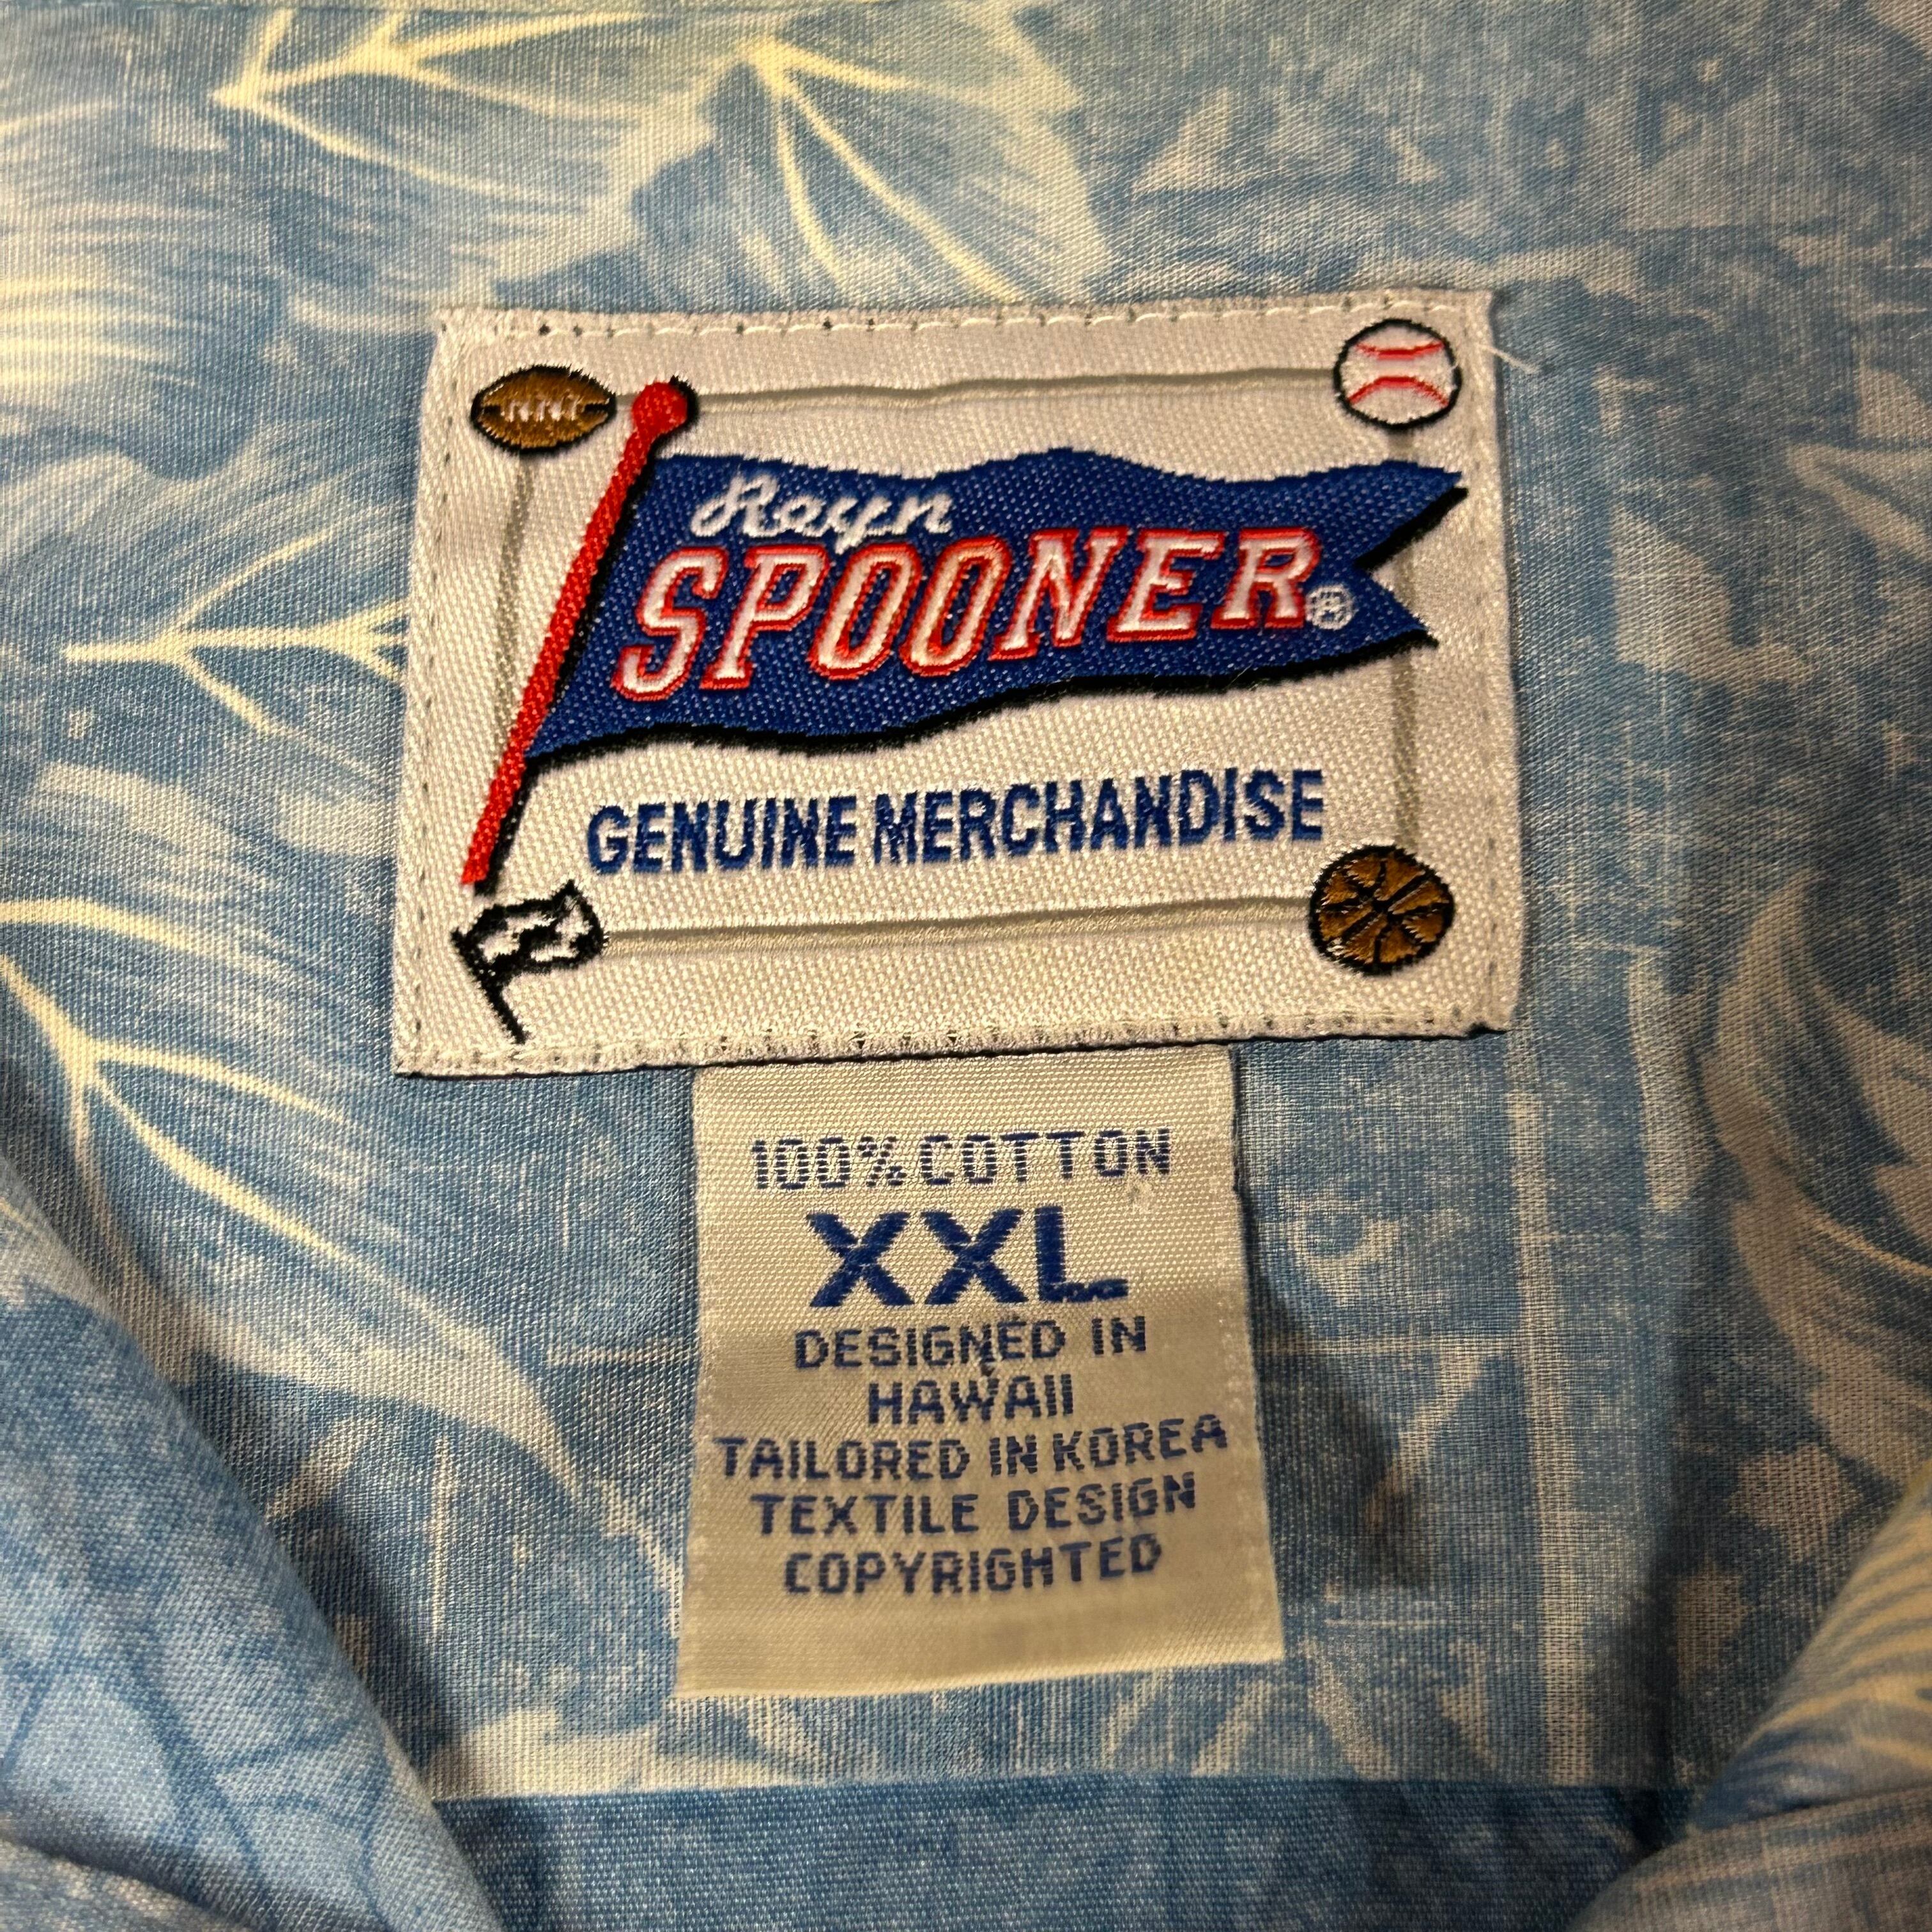 Reyn
SPOONER®
GENUINE MERCHANDISE
100% COTTON
XXL
DESIGNED IN
HAWAII
TAILORED IN KOREA
TEXTILE DESIGN
COPYRIGHTED